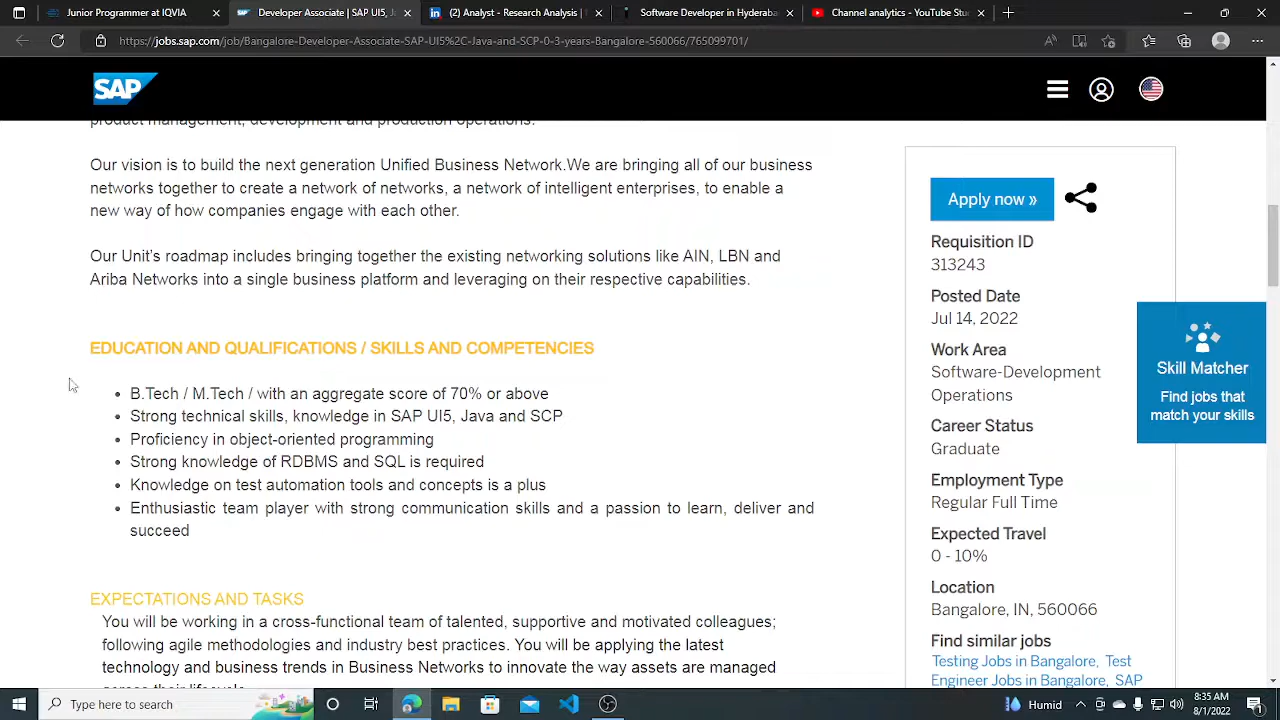 Junior Programmer at IQVIA
Developer Associate | SAP UI5, J
(2) Analyst - Research Analysis |
Software Developer in Hyderaba
Channel analytics - YouTube Stu
https://jobs.sap.com/job/Bangalore-Developer-Associate-SAP-UI5%2C-Java-and-SCP-0-3-years-Bangalore-560066/765099701/
SAP
product management, development and production operations.
Our vision is to build the next generation Unified Business Network.We are bringing all of our business
networks together to create a network of networks, a network of intelligent enterprises, to enable a
new way of how companies engage with each other.
Our Unit's roadmap includes bringing together the existing networking solutions like AIN, LBN and
Ariba Networks into a single business platform and leveraging on their respective capabilities.
EDUCATION AND QUALIFICATIONS / SKILLS AND COMPETENCIES
• B.Tech / M.Tech / with an aggregate score of 70% or above
• Strong technical skills, knowledge in SAP UI5, Java and SCP
• Proficiency in object-oriented programming
• Strong knowledge of RDBMS and SQL is required
• Knowledge on test automation tools and concepts is a plus
• Enthusiastic team player with strong communication skills and a passion to learn, deliver and
succeed
EXPECTATIONS AND TASKS
You will be working in a cross-functional team of talented, supportive and motivated colleagues;
following agile methodologies and industry best practices. You will be applying the latest
technology and business trends in Business Networks to innovate the way assets are managed
across their lifecycle
Apply now »
Requisition ID
313243
Posted Date
Jul 14, 2022
Work Area
Software-Development
Operations
Career Status
Graduate
Employment Type
Regular Full Time
Expected Travel
0 - 10%
Location
Bangalore, IN, 560066
Find similar jobs
Testing Jobs in Bangalore, Test
Engineer Jobs in Bangalore, SAP
Skill Matcher
Find jobs that
match your skills
Type here to search
Humid
8:35 AM
8/1/2022